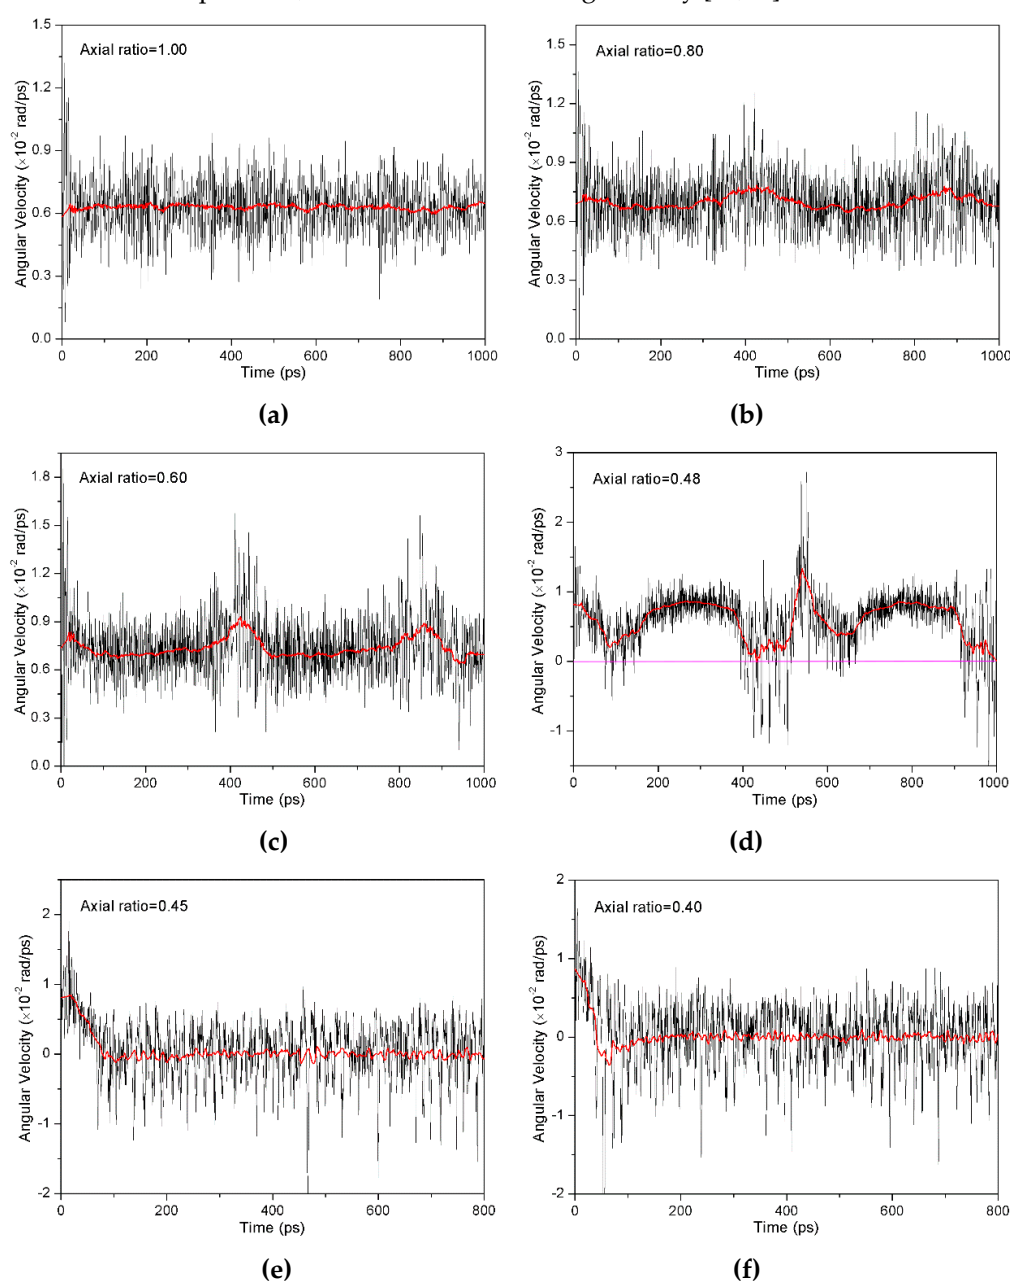 Axial ratio=1.00
Angular Velocity (×10⁻² rad/ps)
1.5
1.2
0.9
0.6
0.3
0.0
0 200 400 600 800 1000
Time (ps)
(a)
Axial ratio=0.80
Angular Velocity (×10⁻² rad/ps)
1.5
1.2
0.9
0.6
0.3
0.0
0 200 400 600 800 1000
Time (ps)
(b)
Axial ratio=0.60
Angular Velocity (×10⁻² rad/ps)
1.8
1.5
1.2
0.9
0.6
0.3
0.0
0 200 400 600 800 1000
Time (ps)
(c)
Axial ratio=0.48
Angular Velocity (×10⁻² rad/ps)
3
2
1
0
-1
0 200 400 600 800 1000
Time (ps)
(d)
Axial ratio=0.45
Angular Velocity (×10⁻² rad/ps)
2
1
0
-1
-2
0 200 400 600 800
Time (ps)
(e)
Axial ratio=0.40
Angular Velocity (×10⁻² rad/ps)
2
1
0
-1
-2
0 200 400 600 800
Time (ps)
(f)